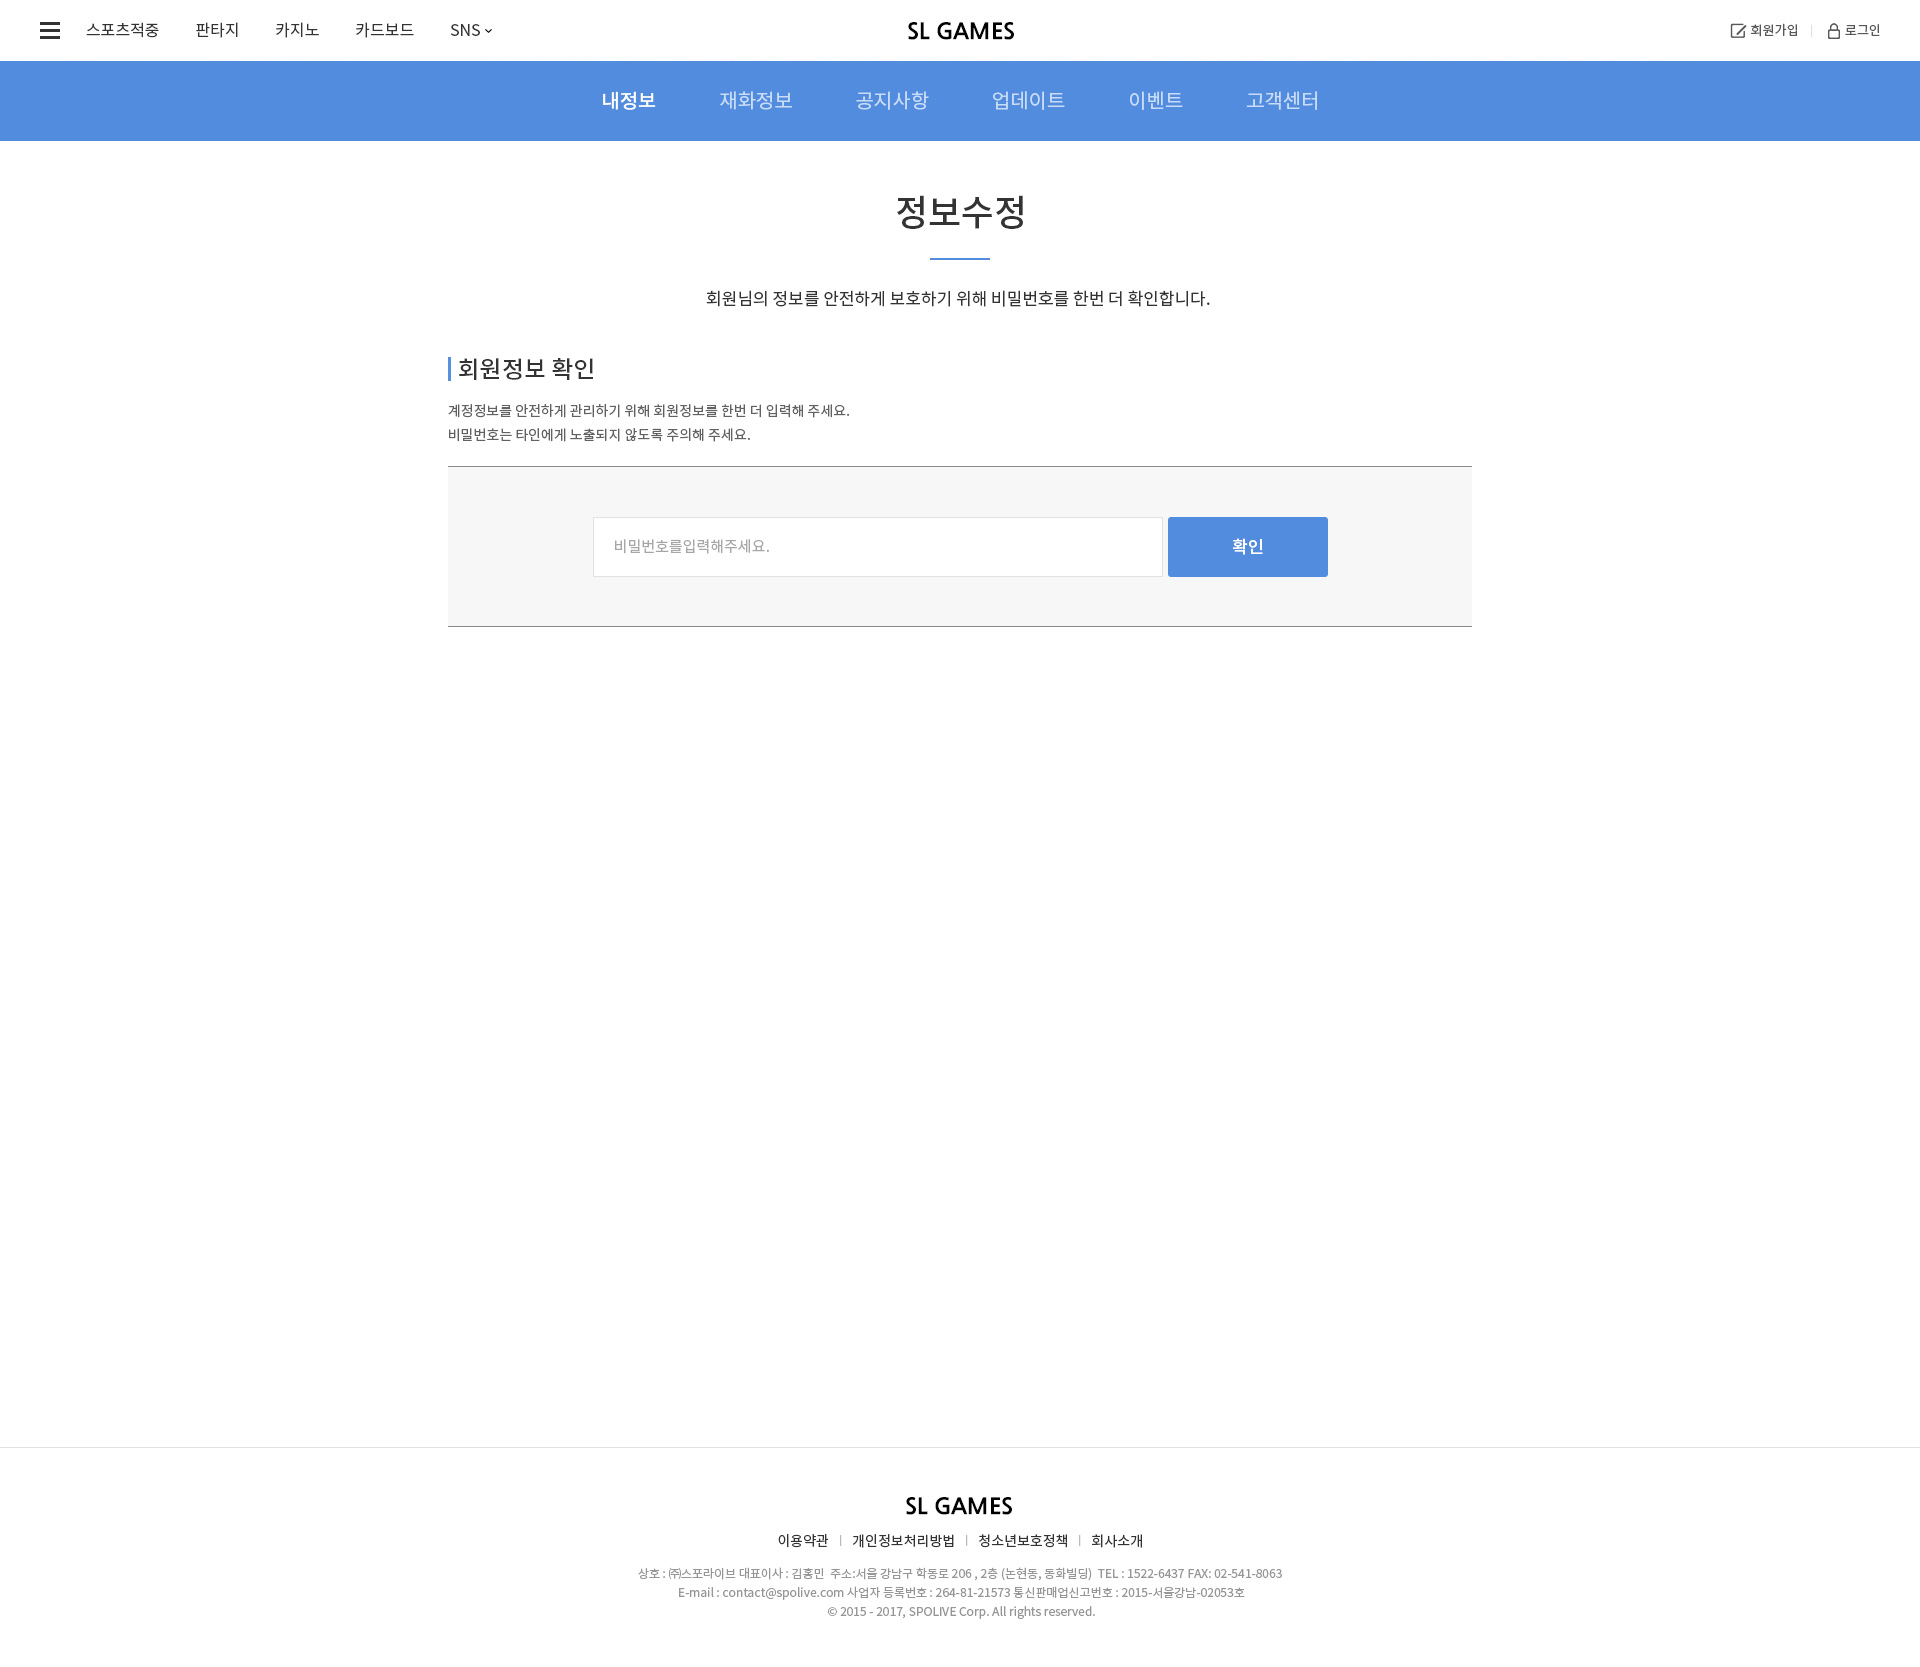 스포츠적중 판타지 카지노 카드보드 SNS SL GAMES 회원가입 로그인
내정보 재화정보 공지사항 업데이트 이벤트 고객센터
정보수정
회원님의 정보를 안전하게 보호하기 위해 비밀번호를 한번 더 확인합니다.
회원정보 확인
계정정보를 안전하게 관리하기 위해 회원정보를 한번 더 입력해 주세요.
비밀번호는 타인에게 노출되지 않도록 주의해 주세요.
비밀번호를입력해주세요. 확인
SL GAMES
이용약관 | 개인정보처리방법 | 청소년보호정책 | 회사소개
상호 : ㈜스포라이브 대표이사 : 김홍민 주소:서울 강남구 학동로 206 , 2층 (논현동, 동화빌딩) TEL : 1522-6437 FAX: 02-541-8063
E-mail : contact@spolive.com 사업자 등록번호 : 264-81-21573 통신판매업신고번호 : 2015-서울강남-02053호
© 2015 - 2017, SPOLIVE Corp. All rights reserved.